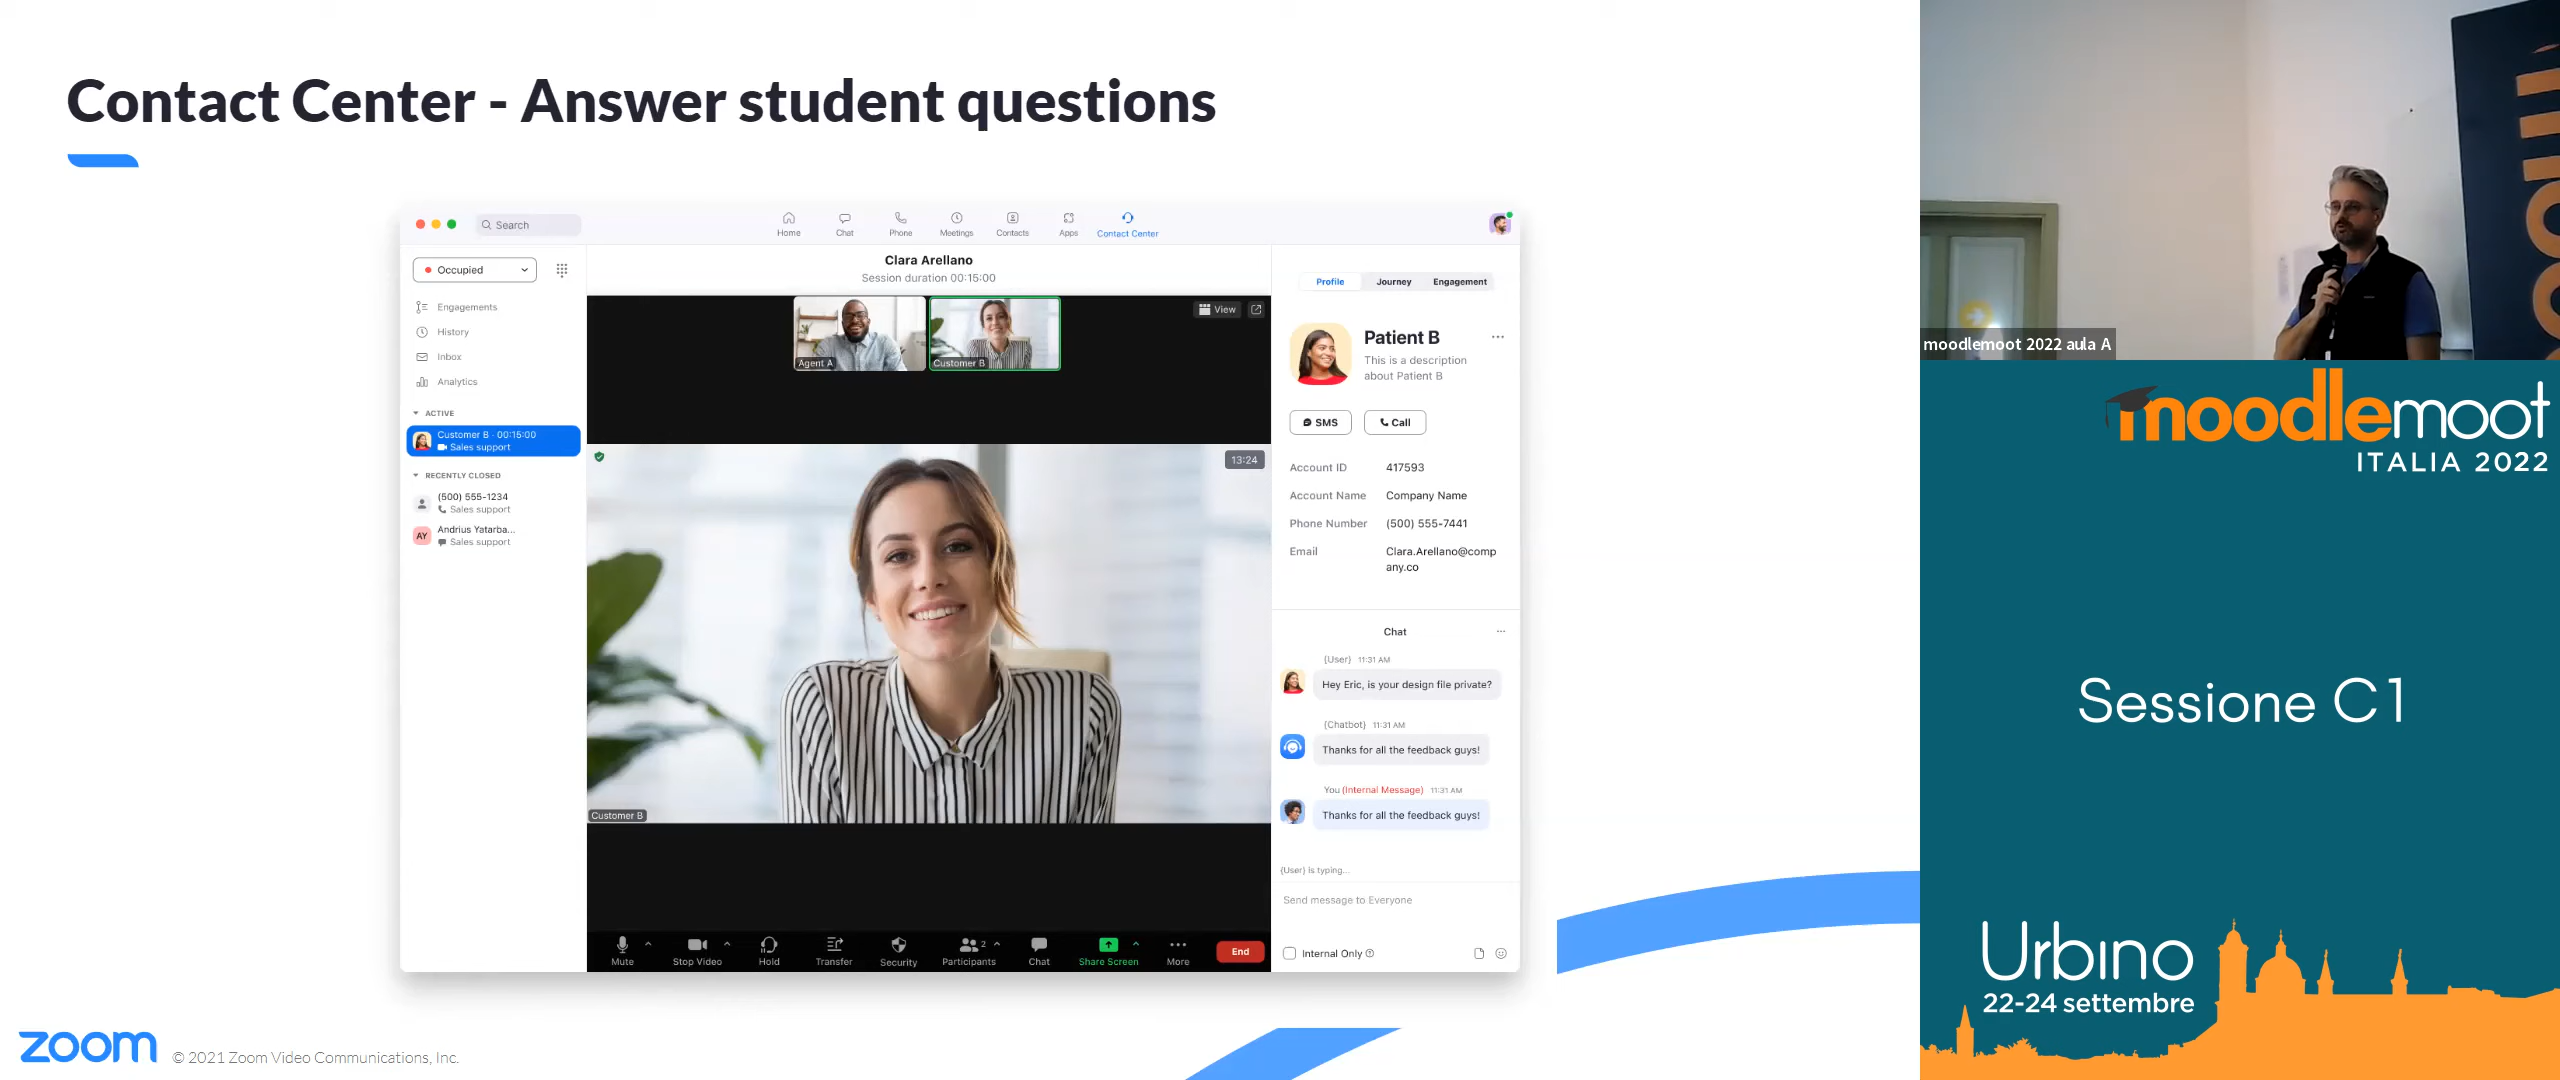 Contact Center - Answer student questions
Search
Home
Chat
Phone
Meetings
Contacts
Apps
Contact Center
Occupied
Engagements
History
Inbox
Analytics
ACTIVE
Customer B - 00:15:00
Sales support
RECENTLY CLOSED
(500) 555-1234
Sales support
AY
Andrius Yatarba...
Sales support
Clara Arellano
Session duration 00:15:00
Agent A
Customer B
View
13:24
Customer B
Mute
Stop Video
Hold
Transfer
Security
2
Participants
Chat
Share Screen
More
End
Profile
Journey
Engagement
Patient B
This is a description
about Patient B
SMS
Call
Account ID 417593
Account Name Company Name
Phone Number (500) 555-7441
Email Clara.Arellano@comp
any.co
Chat
{User} 11:31 AM
Hey Eric, is your design file private?
{Chatbot} 11:31 AM
Thanks for all the feedback guys!
You (Internal Message) 11:31 AM
Thanks for all the feedback guys!
{User} is typing...
Send message to Everyone
Internal Only
zoom
© 2021 Zoom Video Communications, Inc.
moodlemoot 2022 aula A
moodlemoot
ITALIA 2022
Sessione C1
Urbino
22-24 settembre